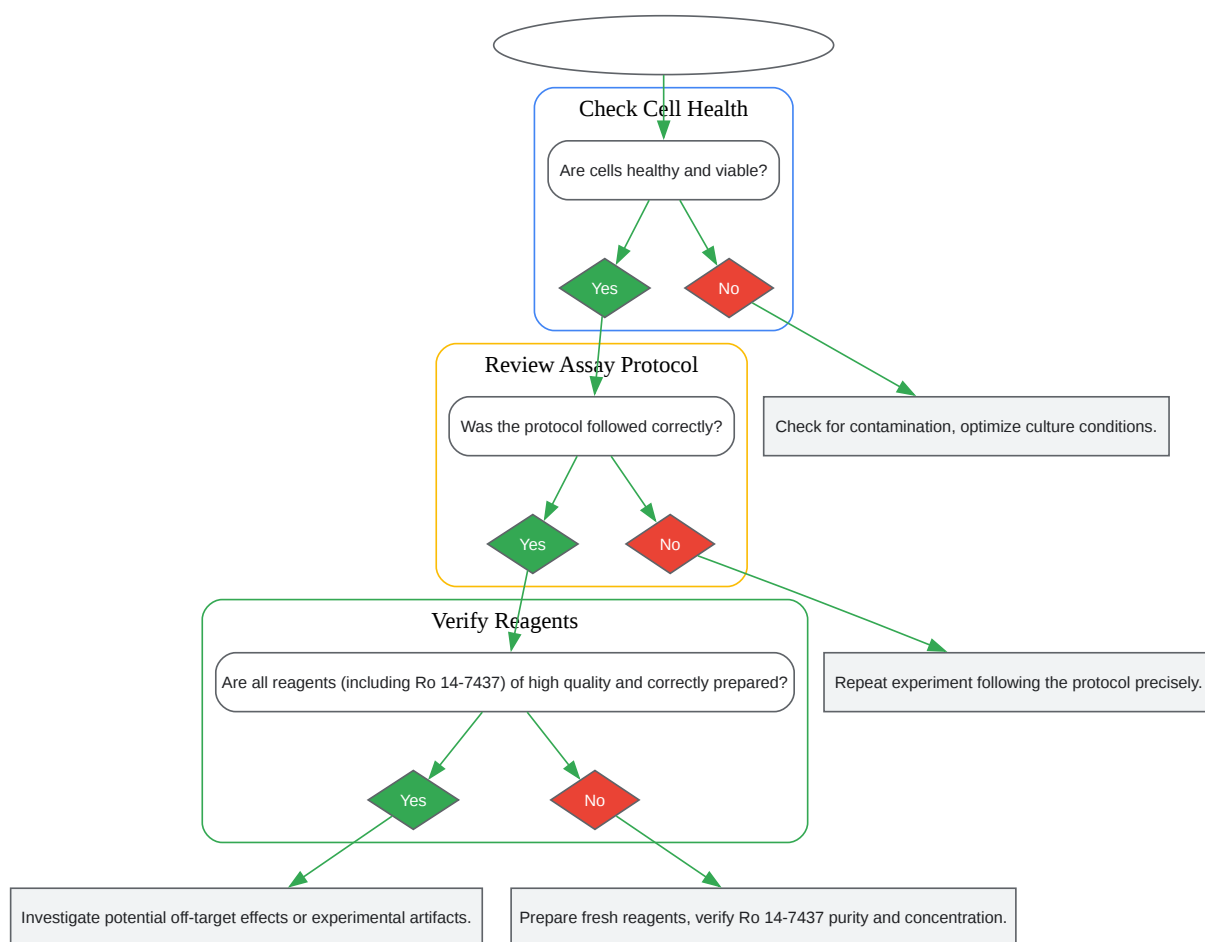 Check Cell Health
Are cells healthy and viable?
Yes
No
Review Assay Protocol
Was the protocol followed correctly?
Check for contamination, optimize culture conditions.
Yes
No
Verify Reagents
Are all reagents (including Ro 14-7437) of high quality and correctly prepared?
Repeat experiment following the protocol precisely.
Yes
No
Investigate potential off-target effects or experimental artifacts.
Prepare fresh reagents, verify Ro 14-7437 purity and concentration.